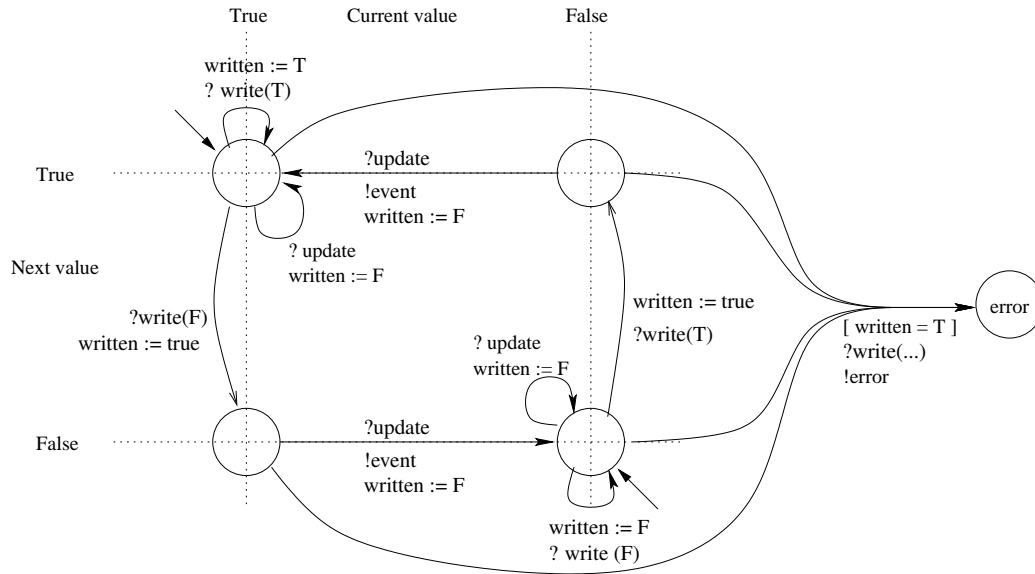 True
Current value
False
written := T
? write(T)
True
?update
!event
written := F
? update
written := F
Next value
?write(F)
written := true
written := true
?write(T)
error
[ written = T ]
?write(...)
!error
? update
written := F
False
?update
!event
written := F
written := F
? write (F)